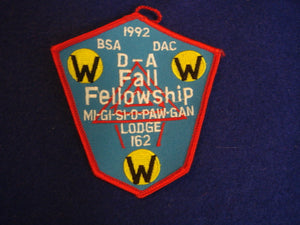 1992
BSA DAC
D-A
W Fall W
Fellowship
MI-GI-SI-O-PAW-GAN
LODGE
162
W